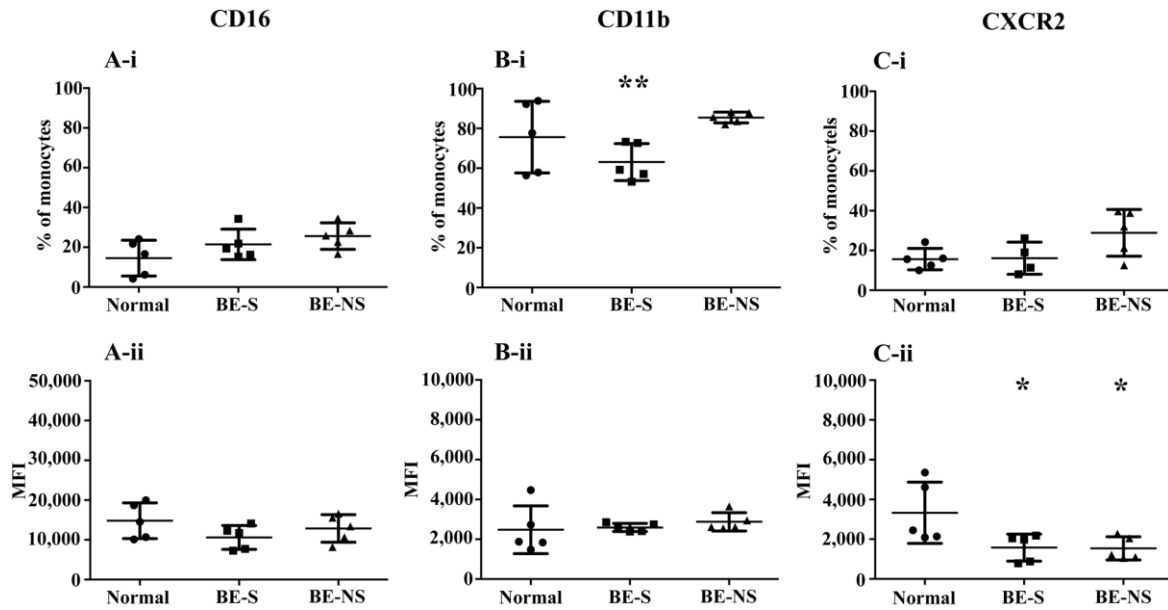 CD16
CD11b
CXCR2
A-i
% of monocytes
100
80
60
40
20
0
Normal
BE-S
BE-NS
B-i
% of monocytes
100
80
60
40
20
0
**
Normal
BE-S
BE-NS
C-i
% of monocytels
100
80
60
40
20
0
Normal
BE-S
BE-NS
A-ii
MFI
50,000
40,000
30,000
20,000
10,000
0
Normal
BE-S
BE-NS
B-ii
MFI
10,000
8,000
6,000
4,000
2,000
0
Normal
BE-S
BE-NS
C-ii
MFI
10,000
8,000
6,000
4,000
2,000
0
*
*
Normal
BE-S
BE-NS